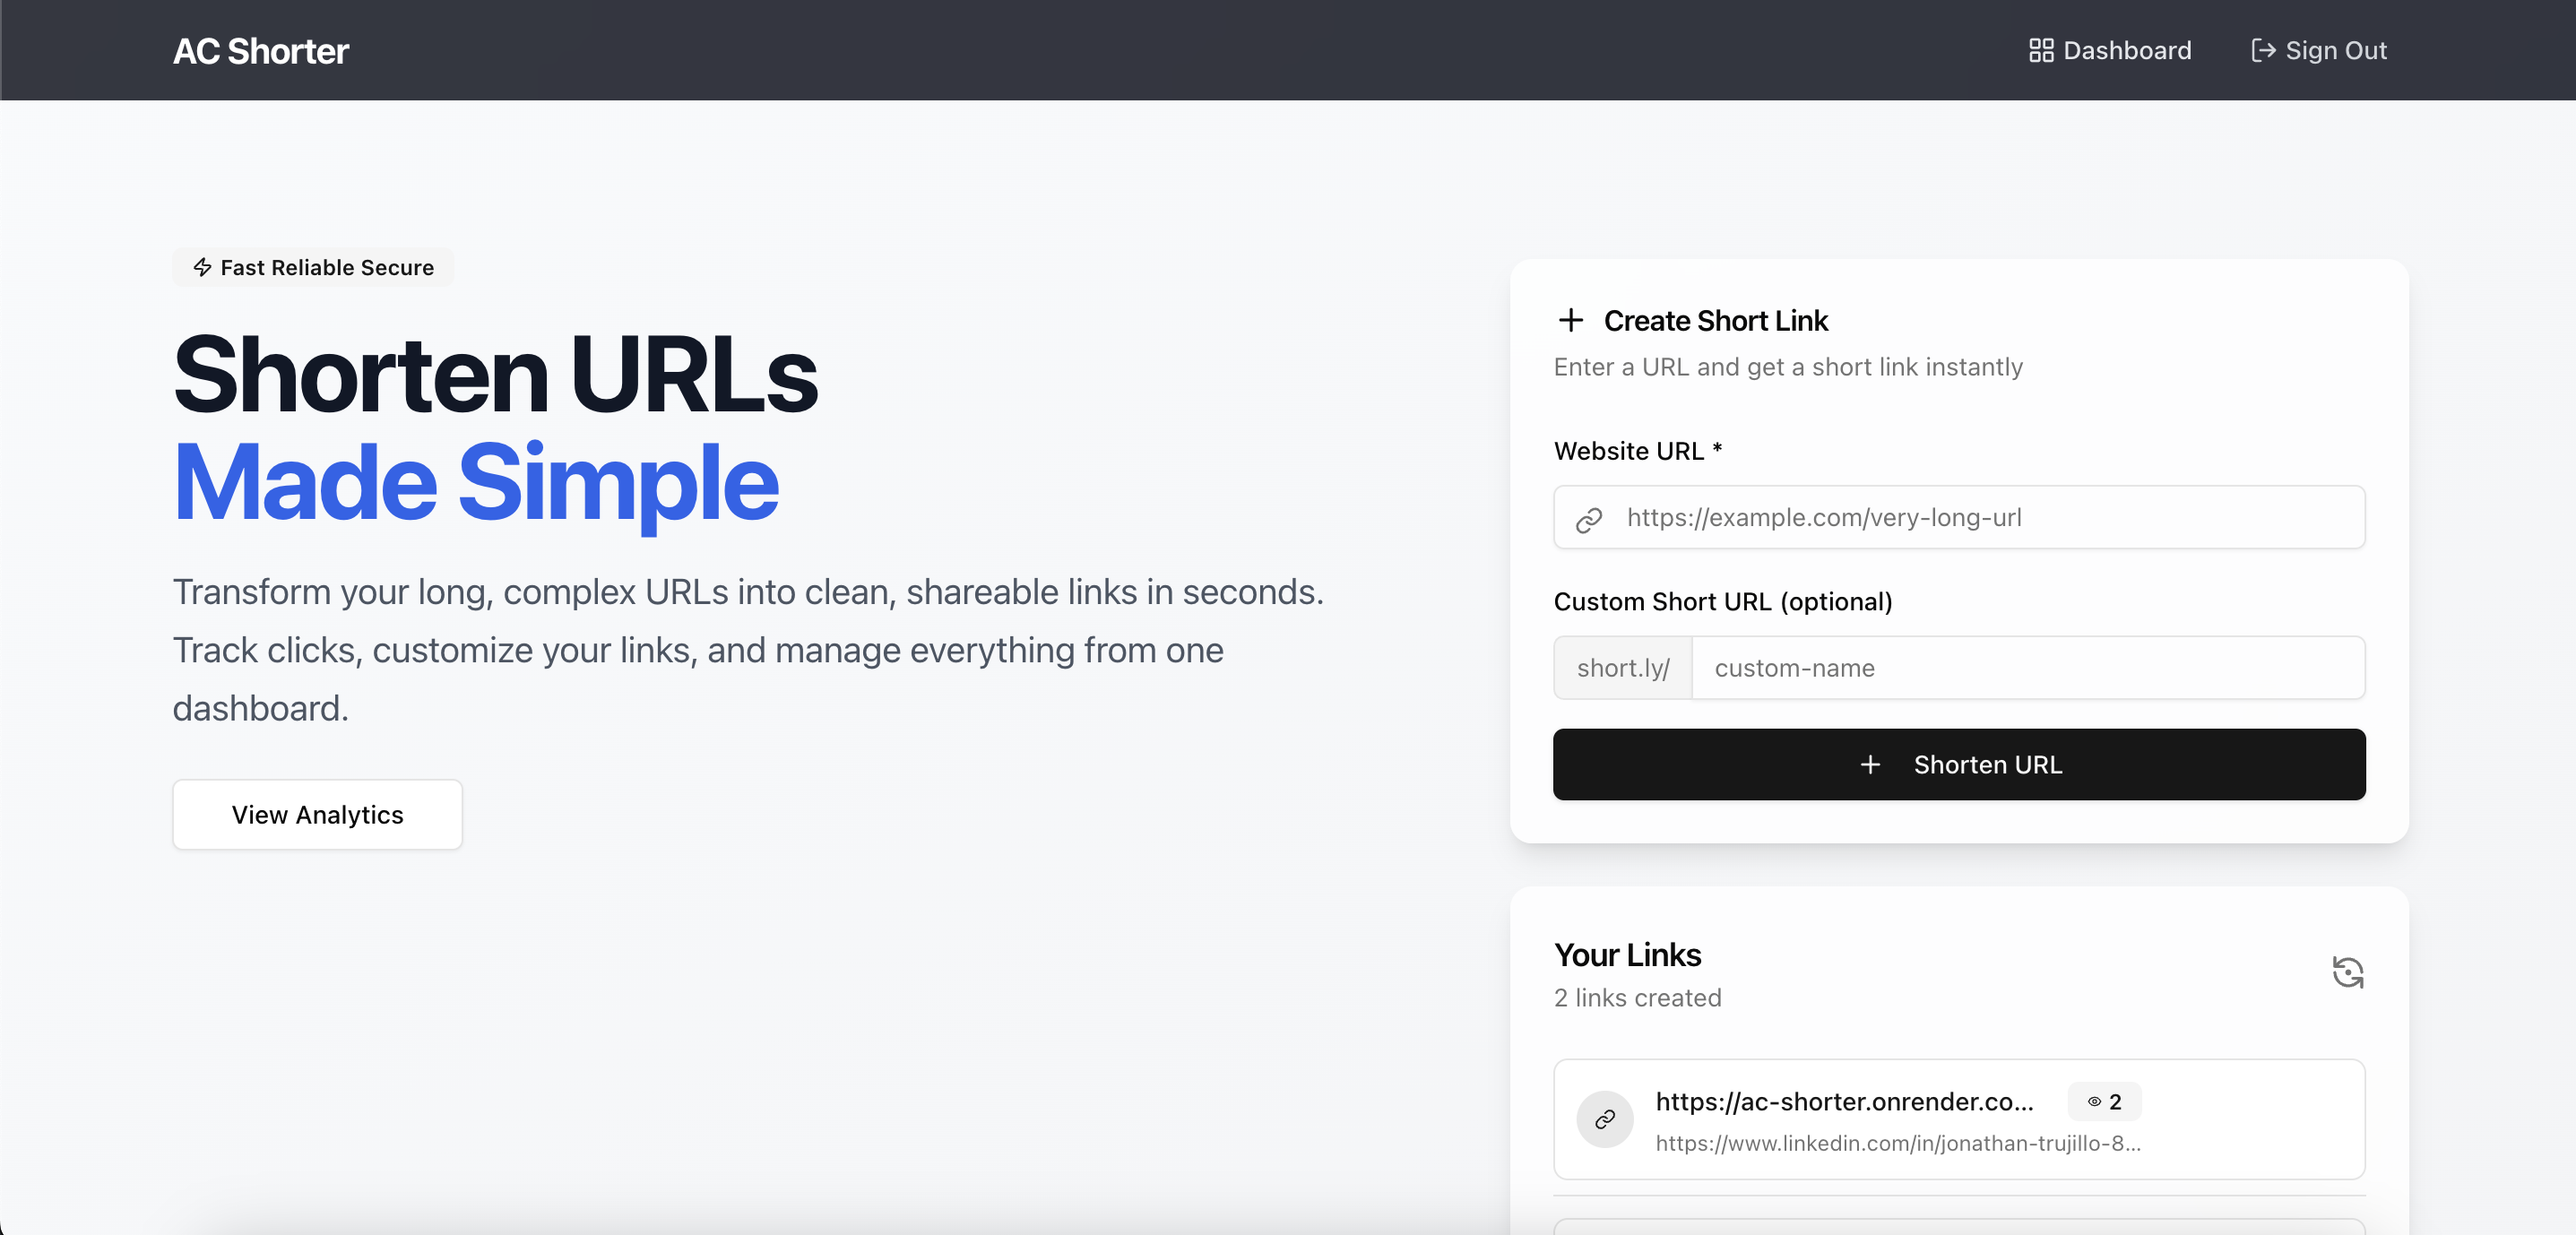 AC Shorter
Dashboard
Sign Out
Fast Reliable Secure
Shorten URLs
Made Simple
Transform your long, complex URLs into clean, shareable links in seconds.
Track clicks, customize your links, and manage everything from one
dashboard.
View Analytics
Create Short Link
Enter a URL and get a short link instantly
Website URL *
https://example.com/very-long-url
Custom Short URL (optional)
short.ly/
custom-name
Shorten URL
Your Links
2 links created
https://ac-shorter.onrender.co...
2
https://www.linkedin.com/in/jonathan-trujillo-8...